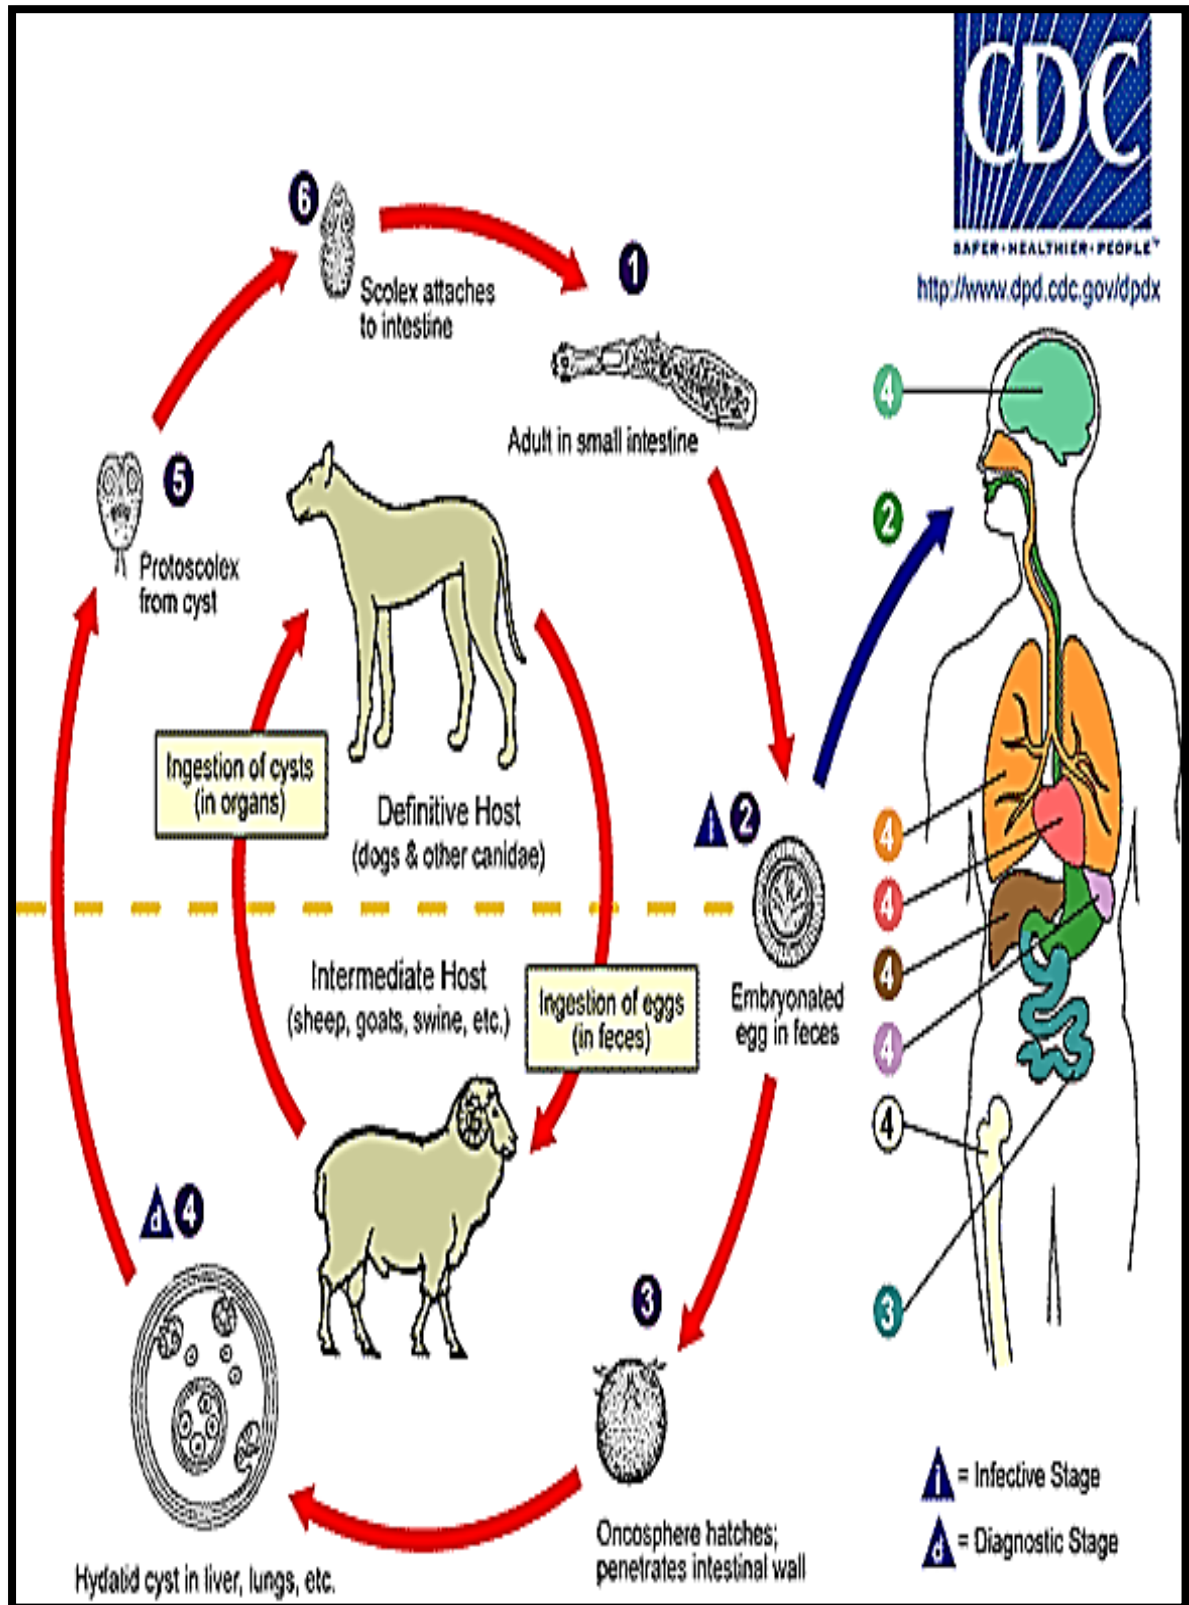 CDC
SAFER·HEALTHIER·PEOPLE™
http://www.dpd.cdc.gov/dpdx
6
Scolex attaches
to intestine
1
Adult in small intestine
5
Protoscolex
from cyst
Ingestion of cysts
(in organs)
Definitive Host
(dogs & other canidae)
i 2
Embryonated
egg in feces
Intermediate Host
(sheep, goats, swine, etc.)
Ingestion of eggs
(in feces)
d 4
Hydatid cyst in liver, lungs, etc.
3
Oncosphere hatches;
penetrates intestinal wall
4
2
4
4
4
4
4
3
i = Infective Stage
d = Diagnostic Stage